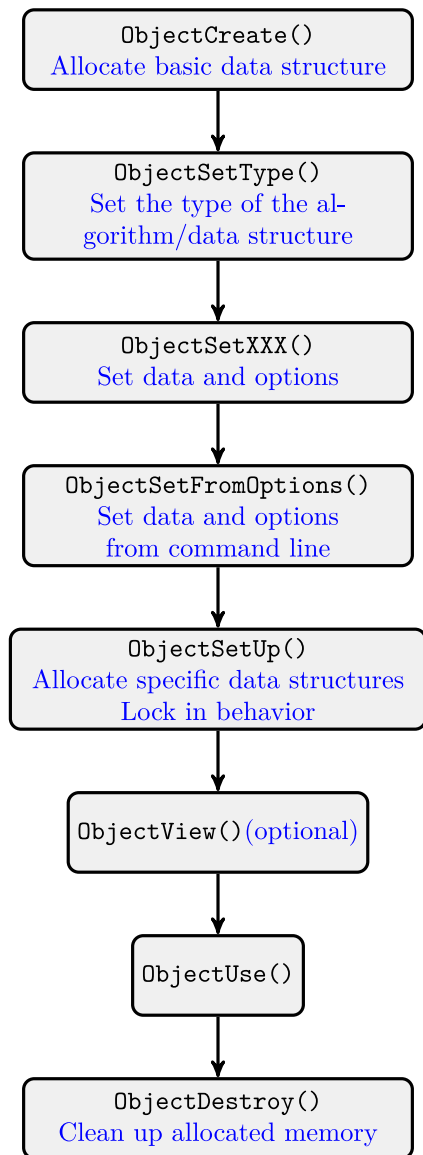 ObjectCreate()
Allocate basic data structure
ObjectSetType()
Set the type of the al-
gorithm/data structure
ObjectSetXXX()
Set data and options
ObjectSetFromOptions()
Set data and options
from command line
ObjectSetUp()
Allocate specific data structures
Lock in behavior
ObjectView()(optional)
ObjectUse()
ObjectDestroy()
Clean up allocated memory